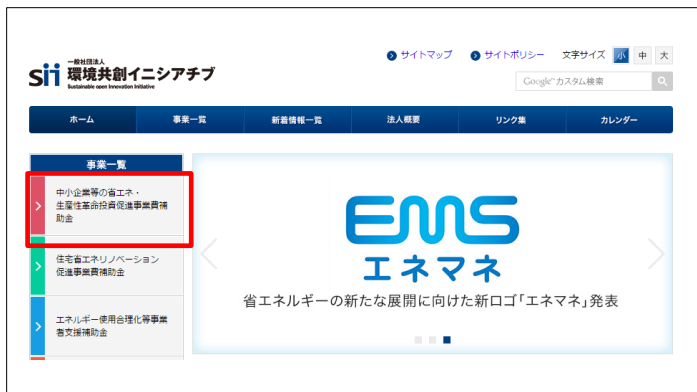 サイトマップ サイトポリシー 文字サイズ 小 中 大
一般社団法人
sii 環境共創イニシアチブ
Sustainable open Innovation Initiative
Google™カスタム検索
ホーム 事業一覧 新着情報一覧 法人概要 リンク集 カレンダー
事業一覧
中小企業等の省エネ・
生産性革命投資促進事業費補
助金
住宅省エネリノベーション
促進事業費補助金
エネルギー使用合理化等事業
者支援補助金
EMS
エネマネ
省エネルギーの新たな展開に向けた新ロゴ「エネマネ」発表